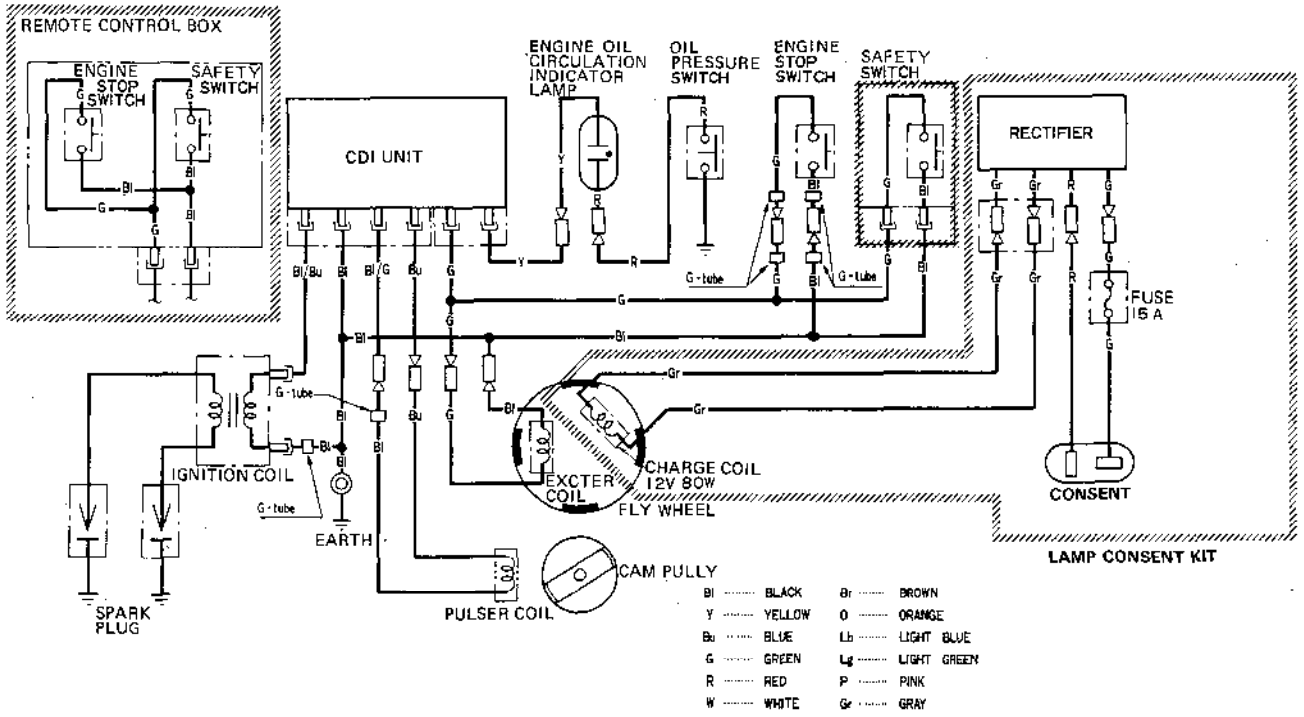 REMOTE CONTROL BOX
ENGINE
STOP
SWITCH
SAFETY
SWITCH
G
G
Bl
Bl
G
G
Bl
CDI UNIT
ENGINE OIL
CIRCULATION
INDICATOR
LAMP
OIL
PRESSURE
SWITCH
ENGINE
STOP
SWITCH
SAFETY
SWITCH
RECTIFIER
Y
R
R
G
Bl
G
Bl
Gr
Gr
R
G
Bl/Bu
Bl
Bl/G
Bu
G
Y
R
G-tube
G
Bl
G-tube
G
Bl
Gr
Gr
R
G
FUSE
15 A
G
G
G
Bl
Bl
Gr
Gr
G-tube
Bl
Bl
Bu
G
Bl
Bl
Bl
IGNITION COIL
G-tube
EARTH
EXCTER
COIL
CHARGE COIL
12V 80W
FLY WHEEL
CONSENT
LAMP CONSENT KIT
SPARK
PLUG
PULSER COIL
CAM PULLY
Bl ........ BLACK Br ........ BROWN
Y ........ YELLOW O ........ ORANGE
Bu ........ BLUE Lb ........ LIGHT BLUE
G ........ GREEN Lg ........ LIGHT GREEN
R ........ RED P ........ PINK
W ........ WHITE Gr ........ GRAY